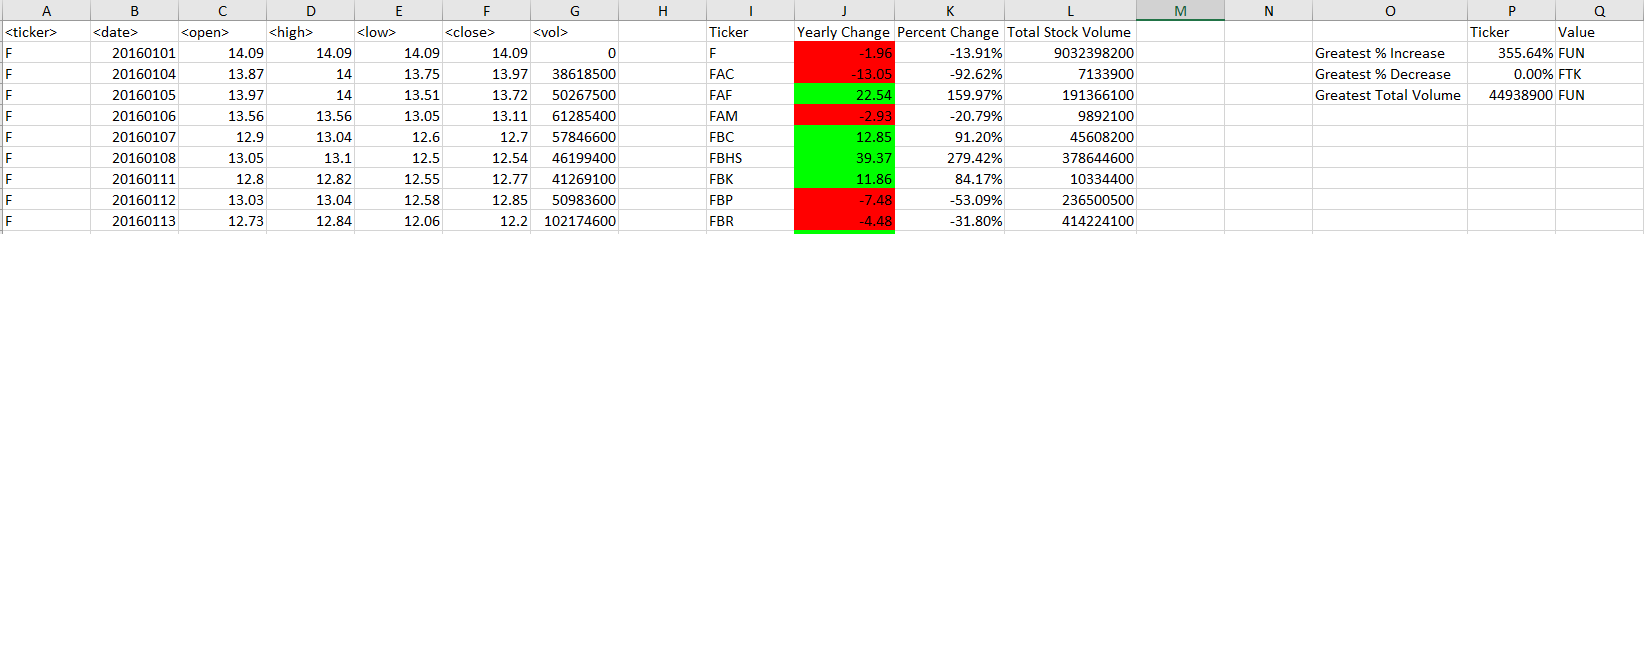 A B C D E F G H I J K L M N O P Q
<ticker> <date> <open> <high> <low> <close> <vol> Ticker Yearly Change Percent Change Total Stock Volume Ticker Value
F 20160101 14.09 14.09 14.09 14.09 0 F -1.96 -13.91% 9032398200 Greatest % Increase 355.64% FUN
F 20160104 13.87 14 13.75 13.97 38618500 FAC -13.05 -92.62% 7133900 Greatest % Decrease 0.00% FTK
F 20160105 13.97 14 13.51 13.72 50267500 FAF 22.54 159.97% 191366100 Greatest Total Volume 44938900 FUN
F 20160106 13.56 13.56 13.05 13.11 61285400 FAM -2.93 -20.79% 9892100
F 20160107 12.9 13.04 12.6 12.7 57846600 FBC 12.85 91.20% 45608200
F 20160108 13.05 13.1 12.5 12.54 46199400 FBHS 39.37 279.42% 378644600
F 20160111 12.8 12.82 12.55 12.77 41269100 FBK 11.86 84.17% 10334400
F 20160112 13.03 13.04 12.58 12.85 50983600 FBP -7.48 -53.09% 236500500
F 20160113 12.73 12.84 12.06 12.2 102174600 FBR -4.48 -31.80% 414224100